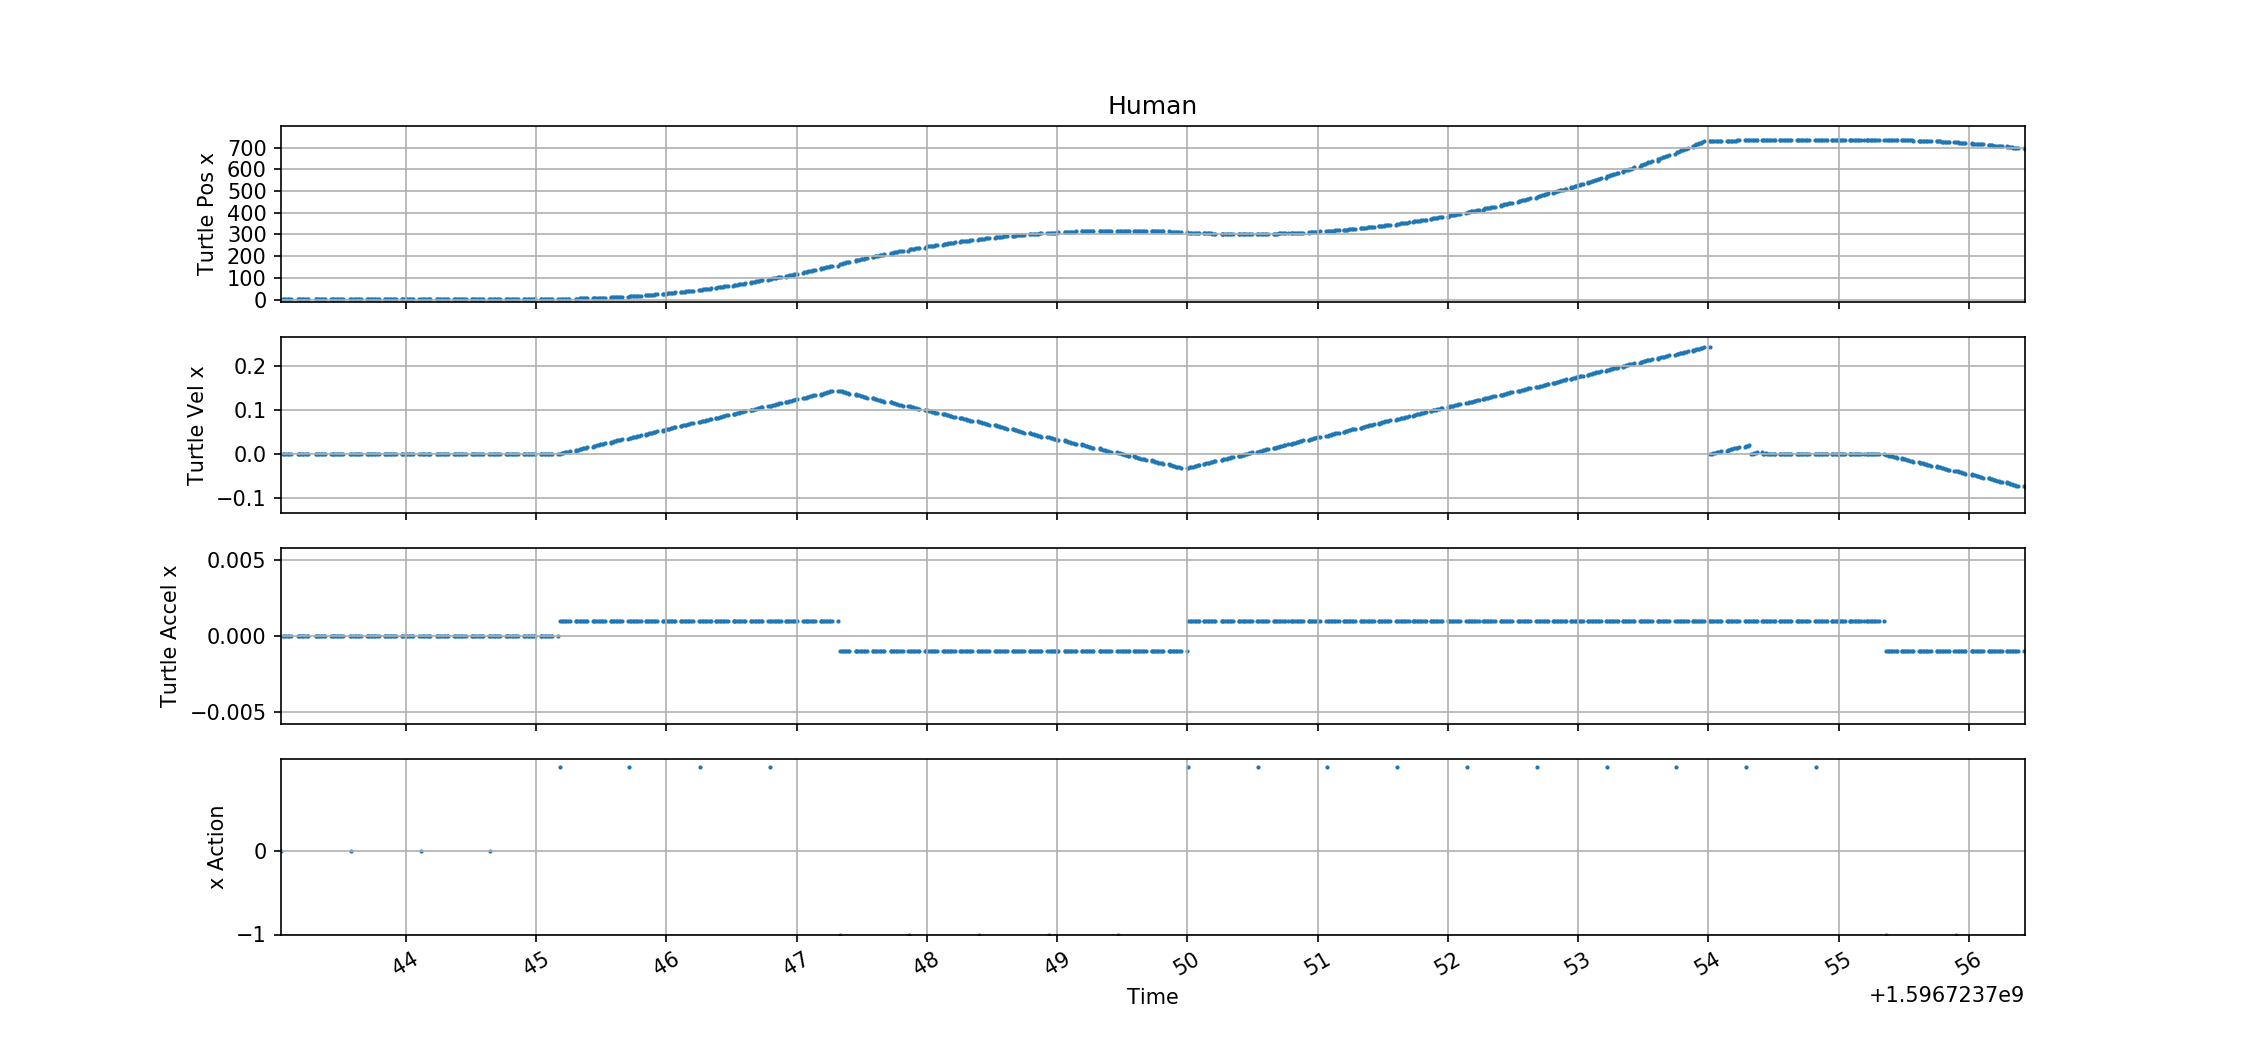 Human
Turtle Pos x
700
600
500
400
300
200
100
0
Turtle Vel x
0.2
0.1
0.0
−0.1
Turtle Accel x
0.005
0.000
−0.005
x Action
0
−1
44 45 46 47 48 49 50 51 52 53 54 55 56
Time
+1.5967237e9